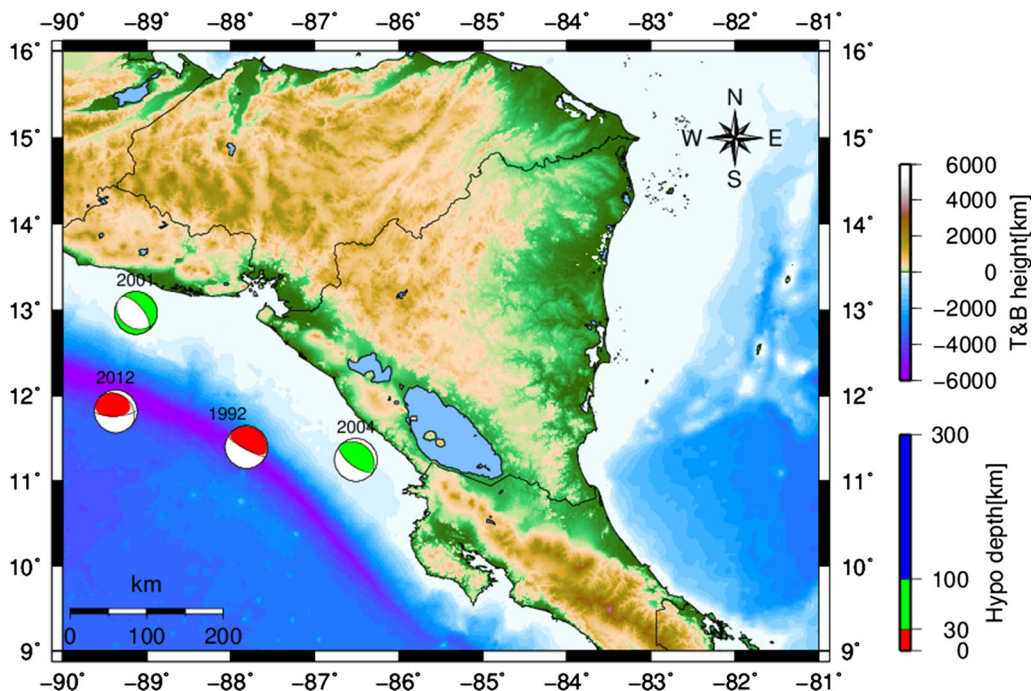 −90˚ −89˚ −88˚ −87˚ −86˚ −85˚ −84˚ −83˚ −82˚ −81˚
16˚ 16˚
N
15˚ W E 15˚
S
6000
14˚ 14˚ 4000
2001 2000
13˚ 13˚ 0
−2000
−4000
12˚ 12˚ −6000
T&B height[km]
2012
1992
2004
300
11˚ 11˚
10˚ 10˚
km 100
30
0 100 200 0
Hypo depth[km]
9˚ 9˚
−90˚ −89˚ −88˚ −87˚ −86˚ −85˚ −84˚ −83˚ −82˚ −81˚